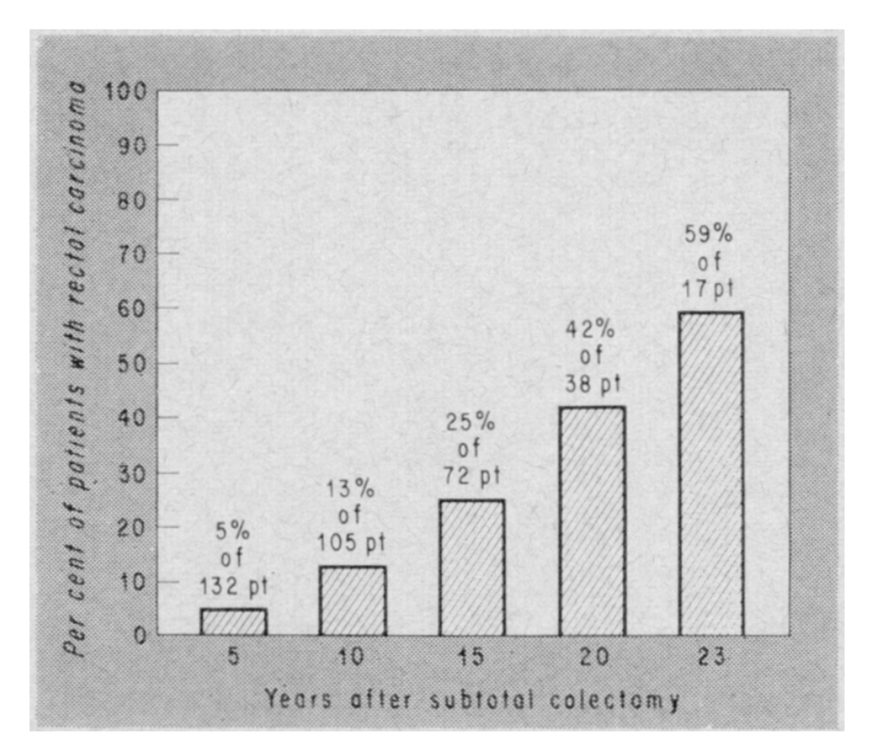 Per cent of patients with rectal carcinoma
100
90
80
70
60
50
40
30
20
10
0
5%
of
132 pt
13%
of
105 pt
25%
of
72 pt
42%
of
38 pt
59%
of
17 pt
5
10
15
20
23
Years after subtotal colectomy